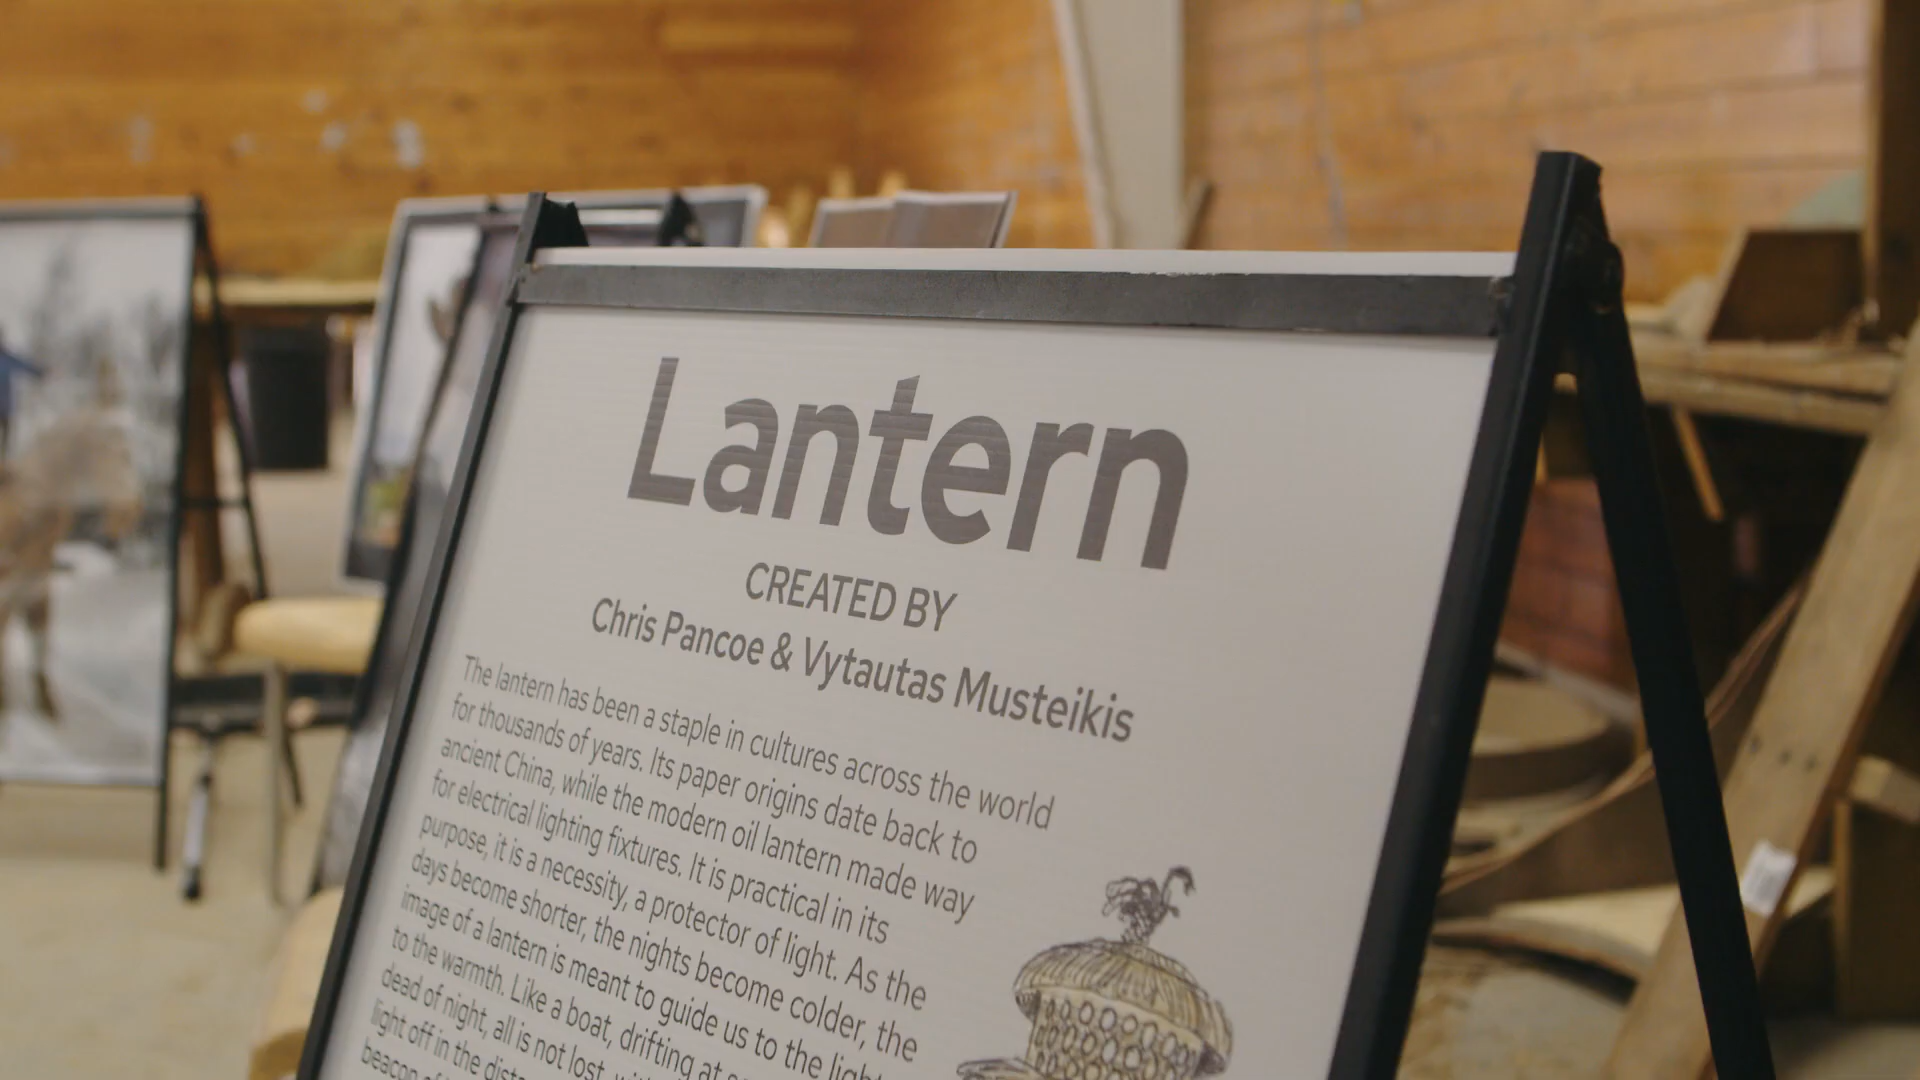 Lantern
CREATED BY
Chris Pancoe & Vytautas Musteikis
The lantern has been a staple in cultures across the world
for thousands of years. Its paper origins date back to
ancient China, while the modern oil lantern made way
for electrical lighting fixtures. It is practical in its
purpose, it is a necessity, a protector of light. As the
days become shorter, the nights become colder, the
image of a lantern is meant to guide us to the light
to the warmth. Like a boat, drifting at
dead of night, all is not lost,
light off in the
beacon